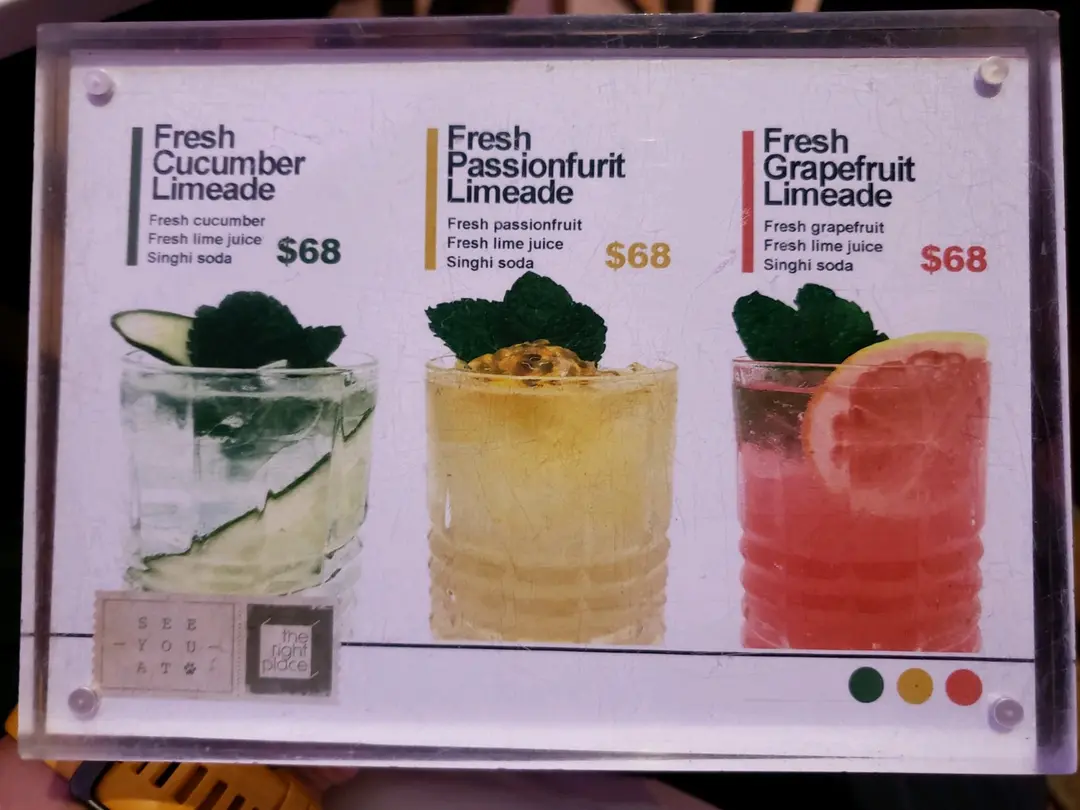 Fresh
Cucumber
Limeade
Fresh cucumber
Fresh lime juice
Singhi soda
$68
Fresh
Passionfurit
Limeade
Fresh passionfruit
Fresh lime juice
Singhi soda
$68
Fresh
Grapefruit
Limeade
Fresh grapefruit
Fresh lime juice
Singhi soda
$68
SEE
YOU
AT
the
right
place